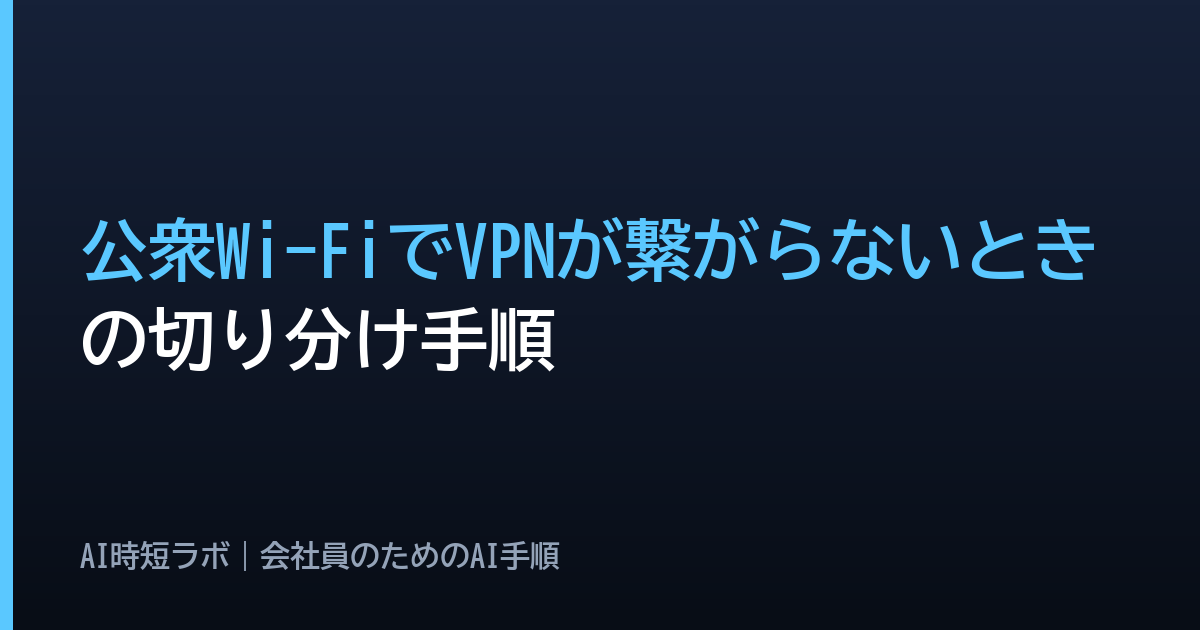 公衆Wi-FiでVPNが繋がらないとき
の切り分け手順
AI時短ラボ｜会社員のためのAI手順